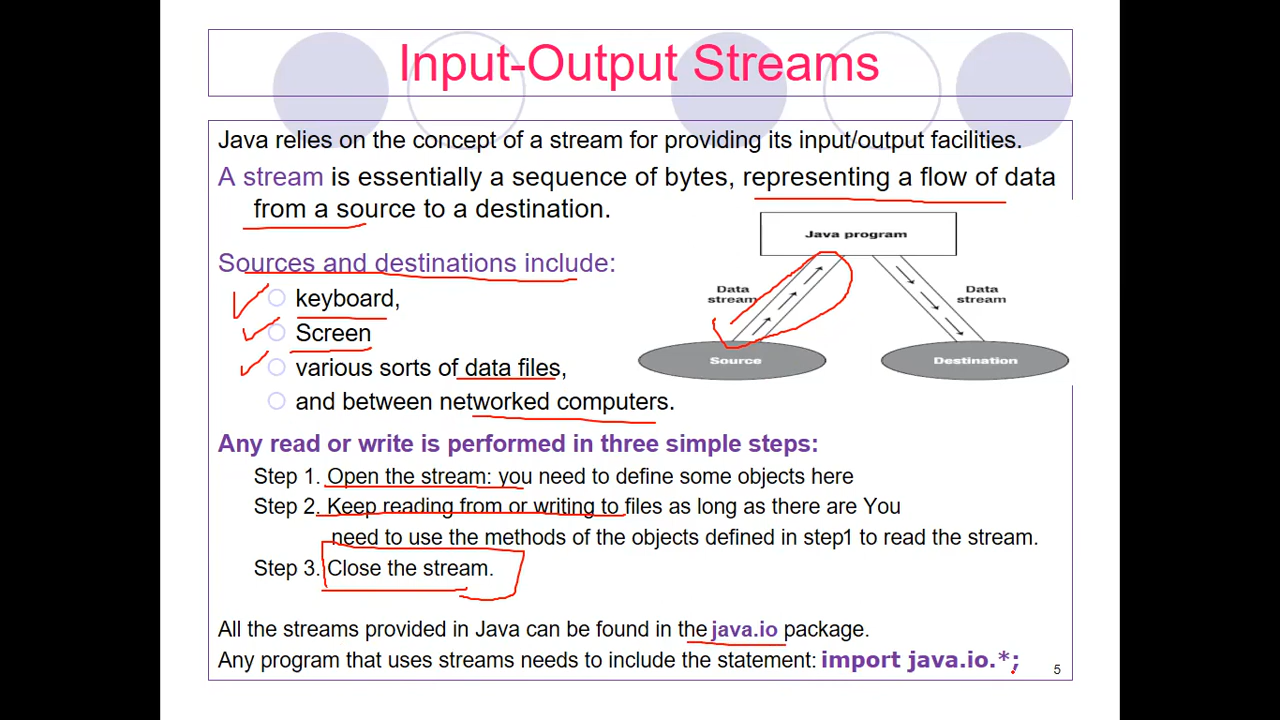 Input-Output Streams
Java relies on the concept of a stream for providing its input/output facilities.
A stream is essentially a sequence of bytes, representing a flow of data
from a source to a destination.
Java program
Data
stream
Data
stream
Source
Destination
Sources and destinations include:
keyboard,
Screen
various sorts of data files,
and between networked computers.
Any read or write is performed in three simple steps:
Step 1. Open the stream: you need to define some objects here
Step 2. Keep reading from or writing to files as long as there are You
need to use the methods of the objects defined in step1 to read the stream.
Step 3. Close the stream.
All the streams provided in Java can be found in the java.io package.
Any program that uses streams needs to include the statement: import java.io.*;
5